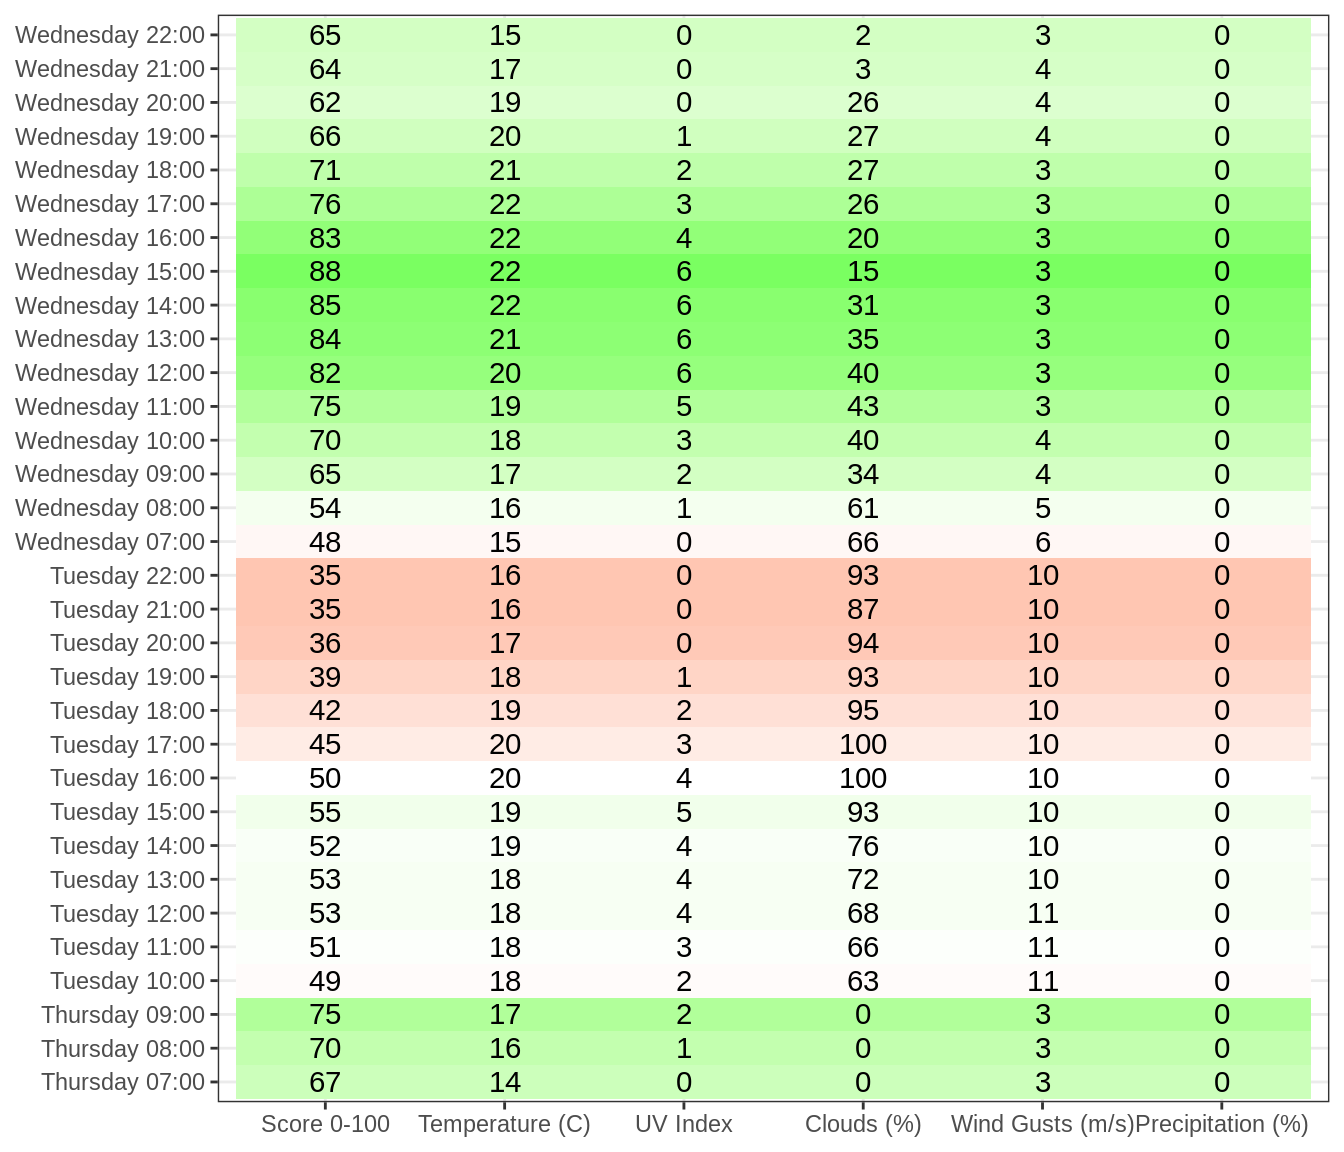 Wednesday 22:00 65 15 0 2 3 0
Wednesday 21:00 64 17 0 3 4 0
Wednesday 20:00 62 19 0 26 4 0
Wednesday 19:00 66 20 1 27 4 0
Wednesday 18:00 71 21 2 27 3 0
Wednesday 17:00 76 22 3 26 3 0
Wednesday 16:00 83 22 4 20 3 0
Wednesday 15:00 88 22 6 15 3 0
Wednesday 14:00 85 22 6 31 3 0
Wednesday 13:00 84 21 6 35 3 0
Wednesday 12:00 82 20 6 40 3 0
Wednesday 11:00 75 19 5 43 3 0
Wednesday 10:00 70 18 3 40 4 0
Wednesday 09:00 65 17 2 34 4 0
Wednesday 08:00 54 16 1 61 5 0
Wednesday 07:00 48 15 0 66 6 0
Tuesday 22:00 35 16 0 93 10 0
Tuesday 21:00 35 16 0 87 10 0
Tuesday 20:00 36 17 0 94 10 0
Tuesday 19:00 39 18 1 93 10 0
Tuesday 18:00 42 19 2 95 10 0
Tuesday 17:00 45 20 3 100 10 0
Tuesday 16:00 50 20 4 100 10 0
Tuesday 15:00 55 19 5 93 10 0
Tuesday 14:00 52 19 4 76 10 0
Tuesday 13:00 53 18 4 72 10 0
Tuesday 12:00 53 18 4 68 11 0
Tuesday 11:00 51 18 3 66 11 0
Tuesday 10:00 49 18 2 63 11 0
Thursday 09:00 75 17 2 0 3 0
Thursday 08:00 70 16 1 0 3 0
Thursday 07:00 67 14 0 0 3 0
Score 0-100 Temperature (C) UV Index Clouds (%) Wind Gusts (m/s) Precipitation (%)